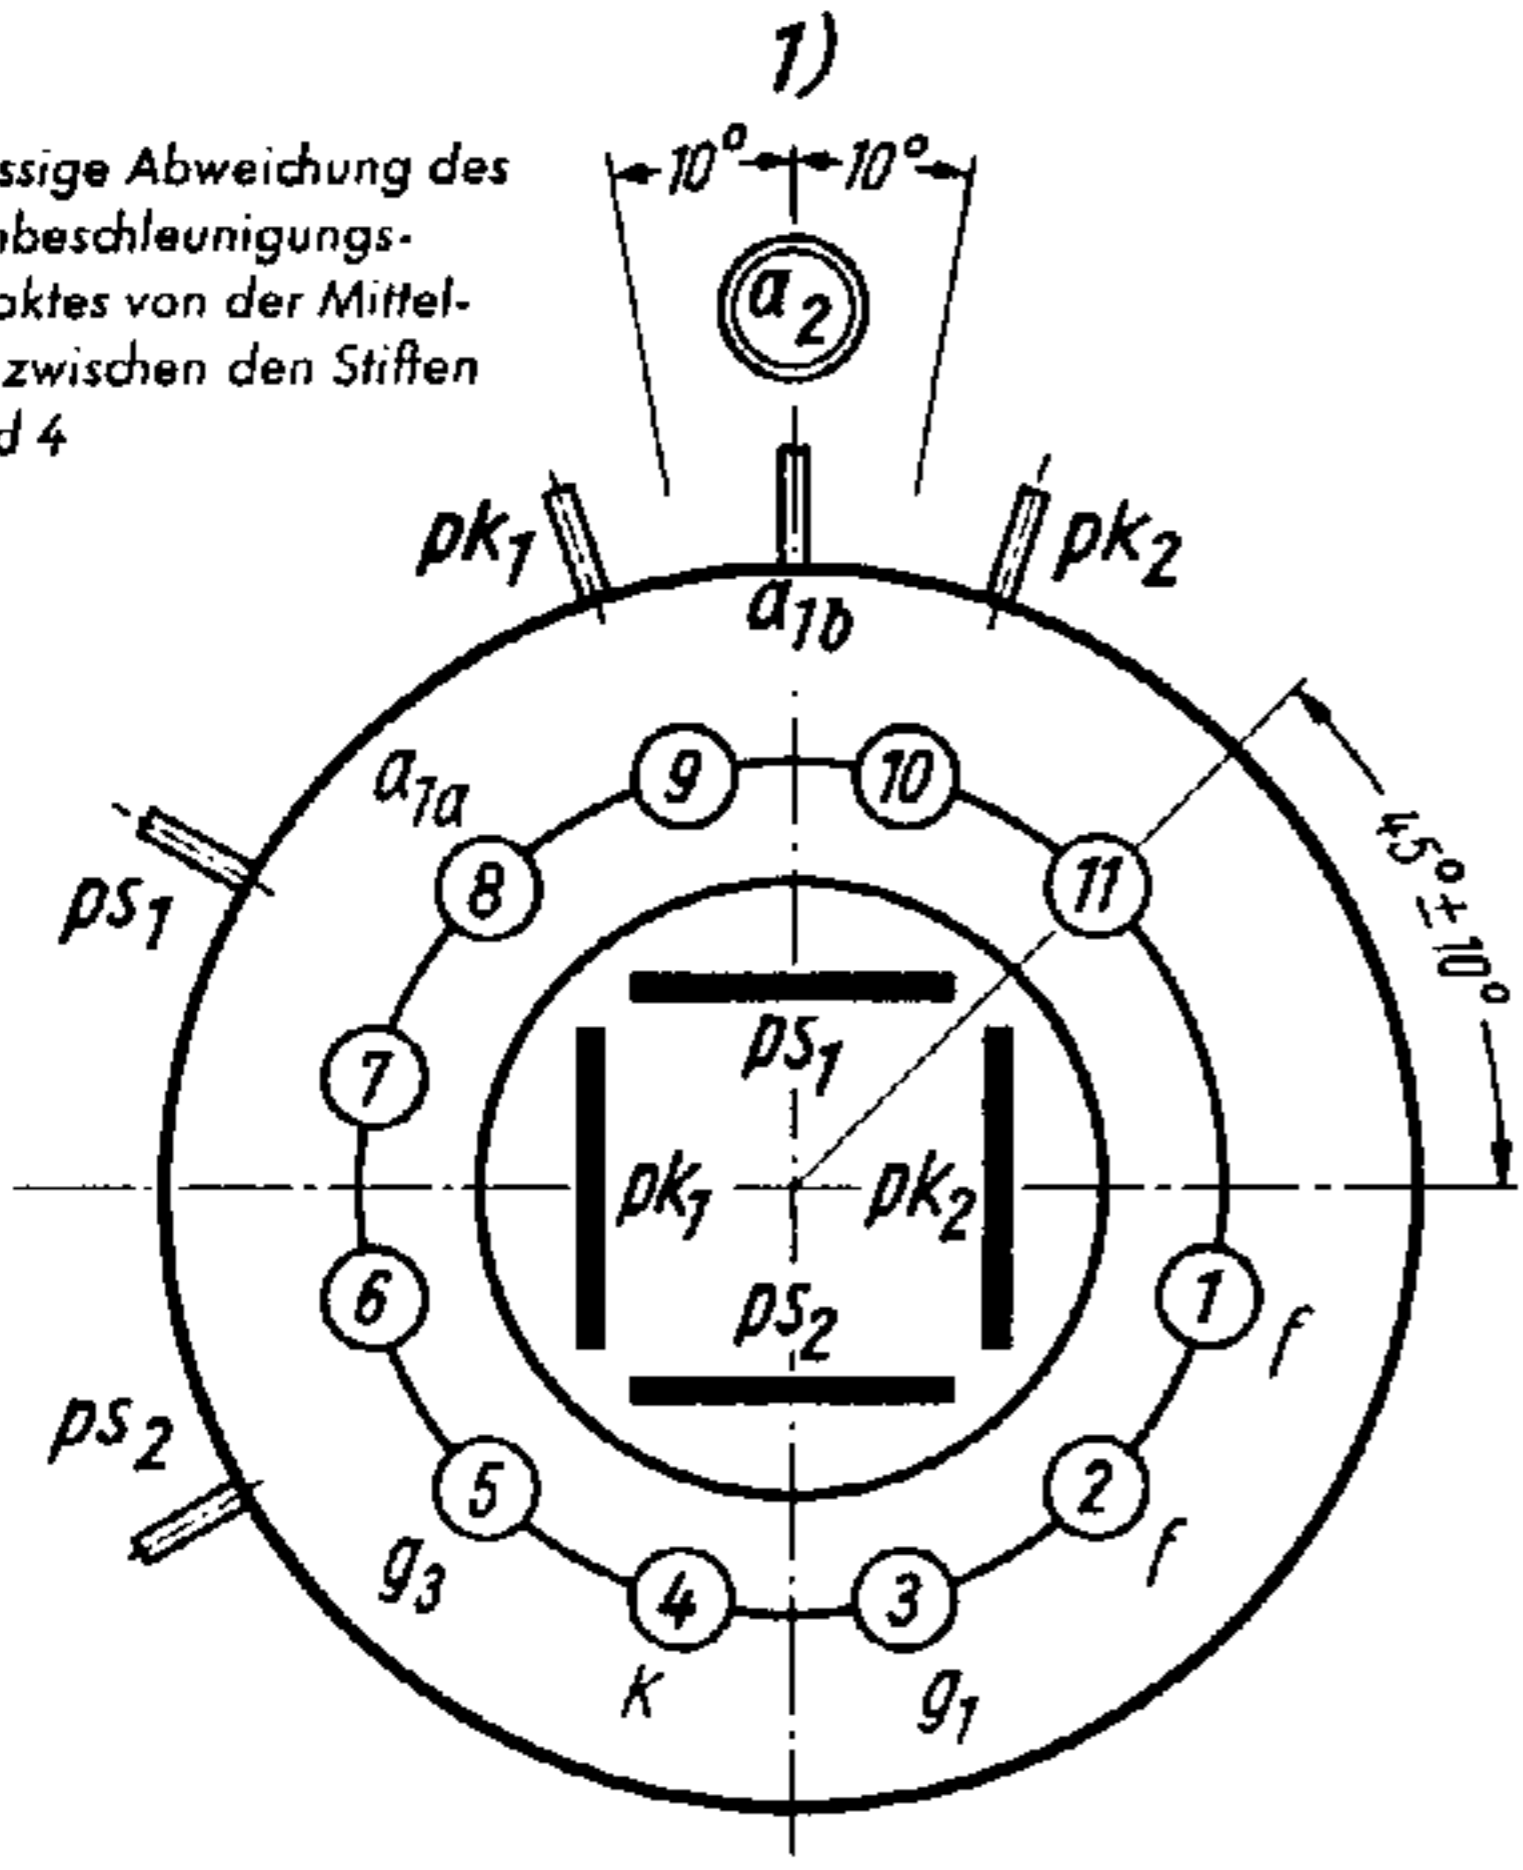 1)
10° 10°
ssige Abweichung des
beschleunigungs-
aktes von der Mittel-
zwischen den Stiften
d 4
a2
pk1
pk2
a1b
a1a
9
10
8
11
45° ± 10°
ps1
ps1
7
pk1
pk2
6
1
f
ps2
ps2
5
2
f
g3
4
3
k
g1